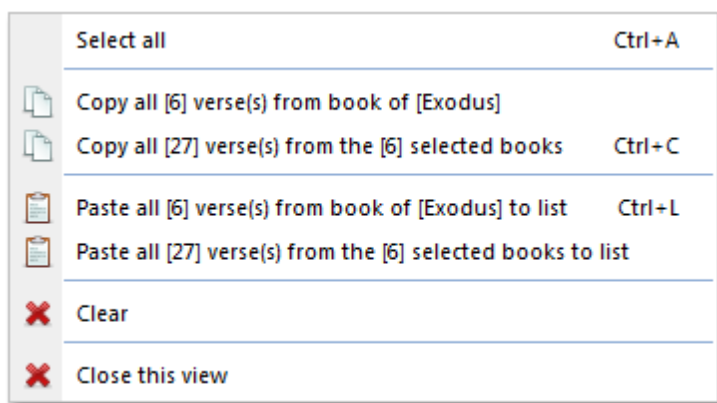 Select all Ctrl+A
Copy all [6] verse(s) from book of [Exodus]
Copy all [27] verse(s) from the [6] selected books Ctrl+C
Paste all [6] verse(s) from book of [Exodus] to list Ctrl+L
Paste all [27] verse(s) from the [6] selected books to list
Clear
Close this view